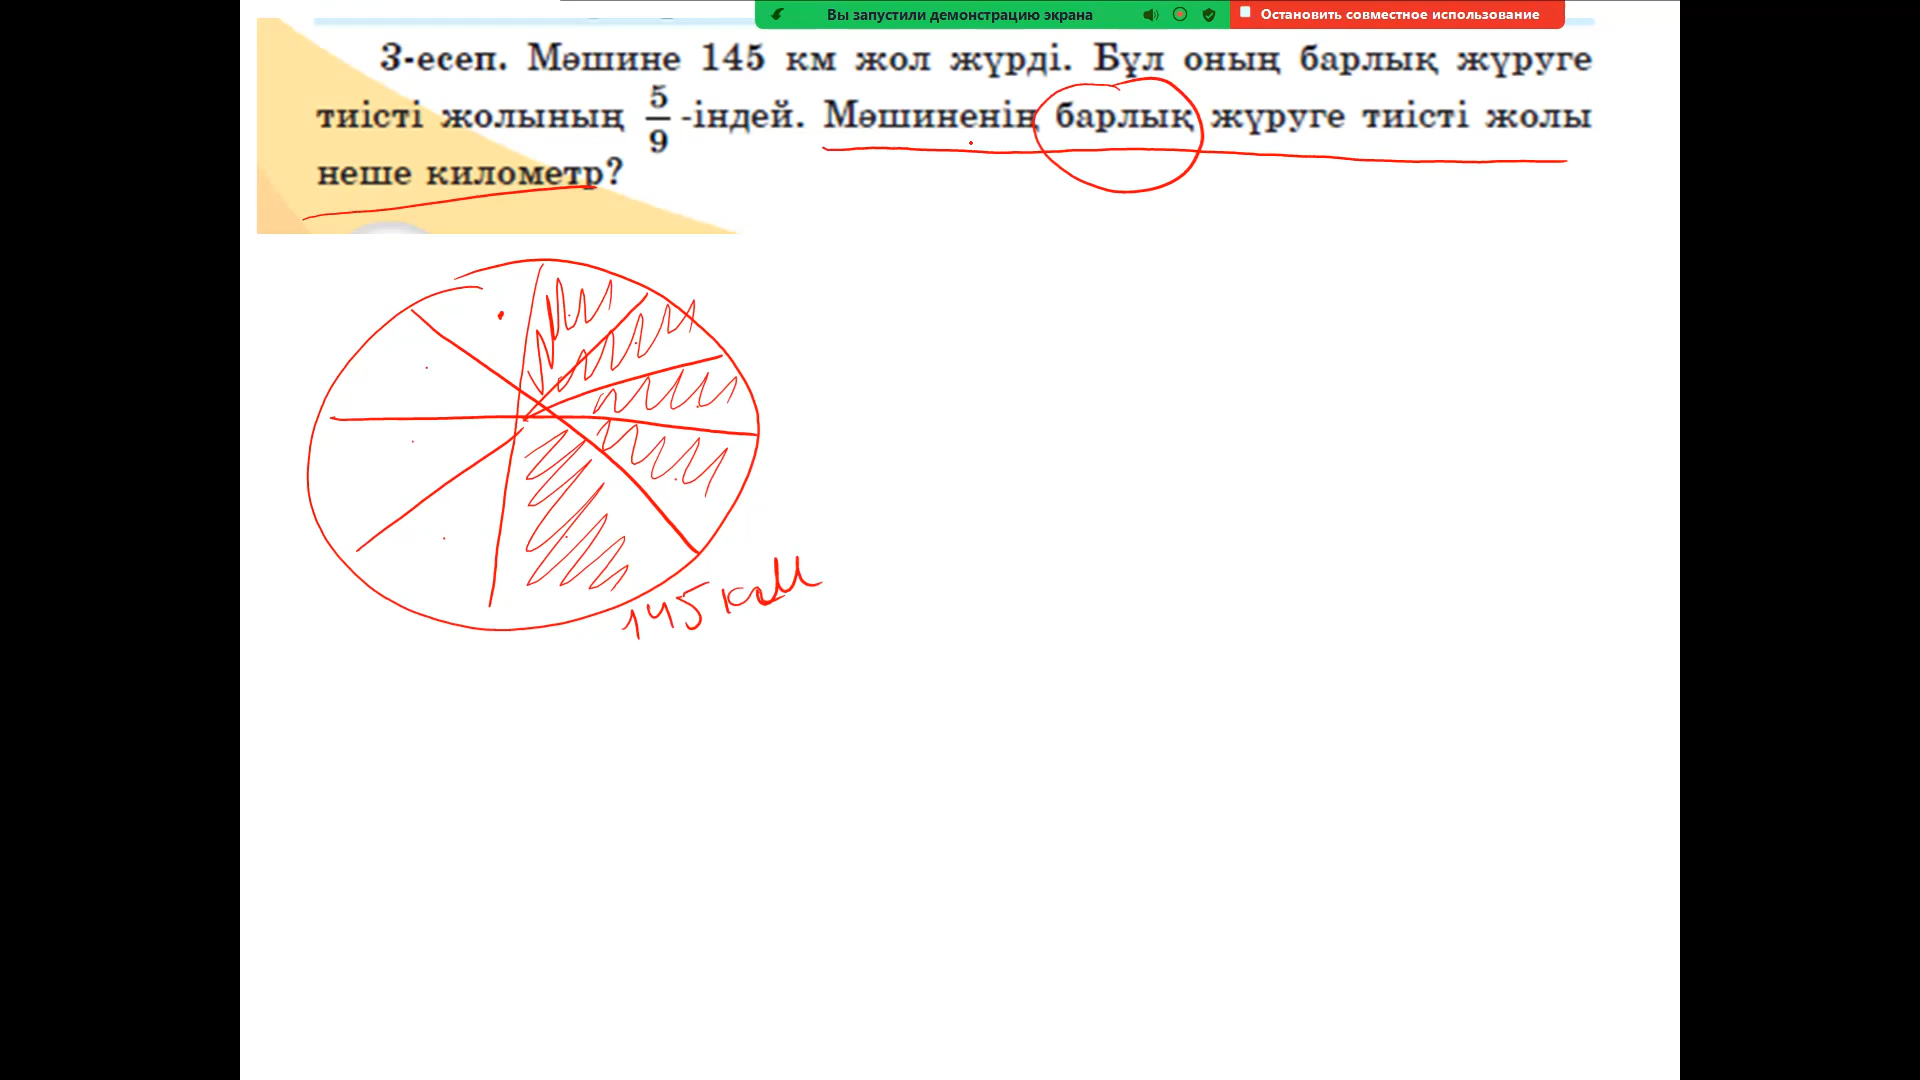 Вы запустили демонстрацию экрана
Остановить совместное использование
3-есеп. Мәшине 145 км жол жүрді. Бұл оның барлық жүруге
тиісті жолының 5/9 -індей. Мәшиненің барлық жүруге тиісті жолы
неше километр?
145 км